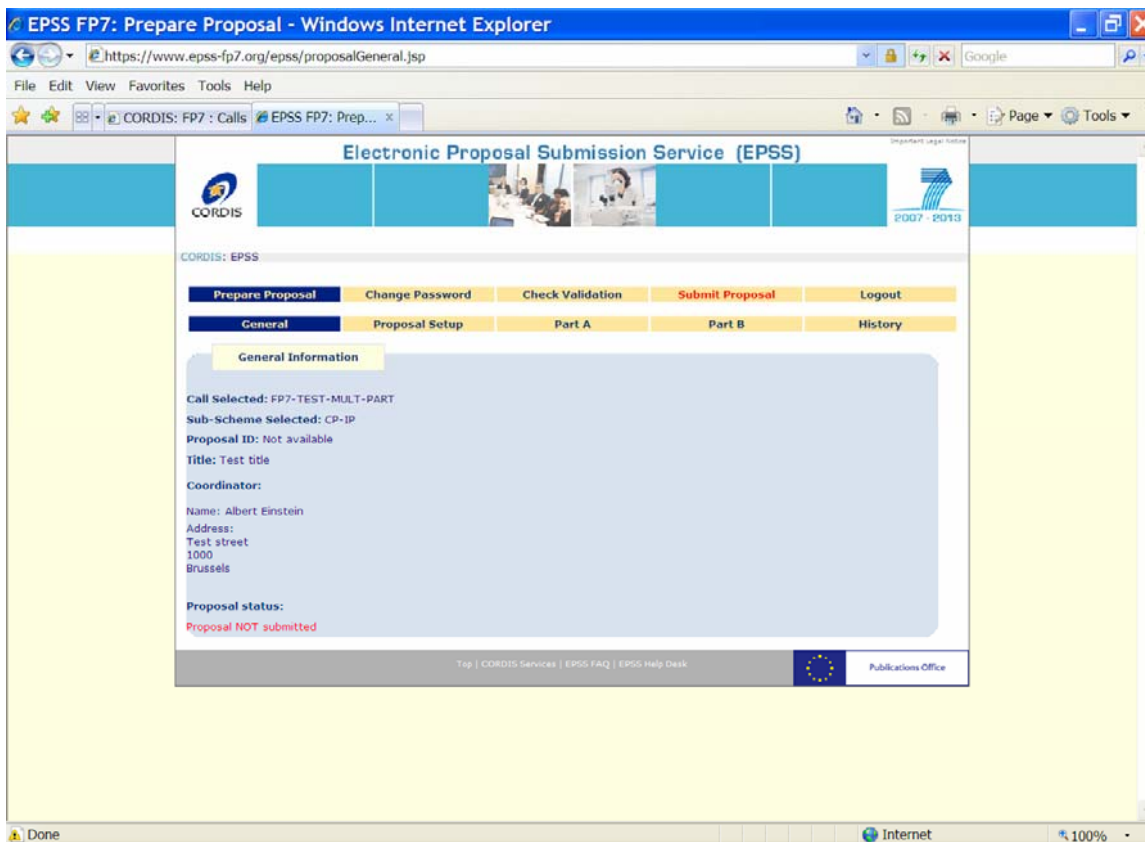 EPSS FP7: Prepare Proposal - Windows Internet Explorer
https://www.epss-fp7.org/epss/proposalGeneral.jsp
Google
File Edit View Favorites Tools Help
CORDIS: FP7 : Calls
EPSS FP7: Prep...
Page
Tools
Important Legal Notice
Electronic Proposal Submission Service (EPSS)
CORDIS
7
2007 - 2013
CORDIS: EPSS
Prepare Proposal Change Password Check Validation Submit Proposal Logout
General Proposal Setup Part A Part B History
General Information
Call Selected: FP7-TEST-MULT-PART
Sub-Scheme Selected: CP-IP
Proposal ID: Not available
Title: Test title
Coordinator:
Name: Albert Einstein
Address:
Test street
1000
Brussels
Proposal status:
Proposal NOT submitted
Top | CORDIS Services | EPSS FAQ | EPSS Help Desk
Publications Office
Done
Internet
100%